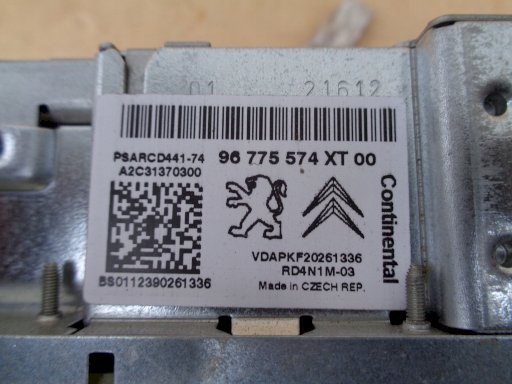 01 21612
PSARCD441-74 96 775 574 XT 00
A2C31370300
Continental
VDAPKF20261336
RD4N1M-03
BS0112390261336 Made in CZECH REP.